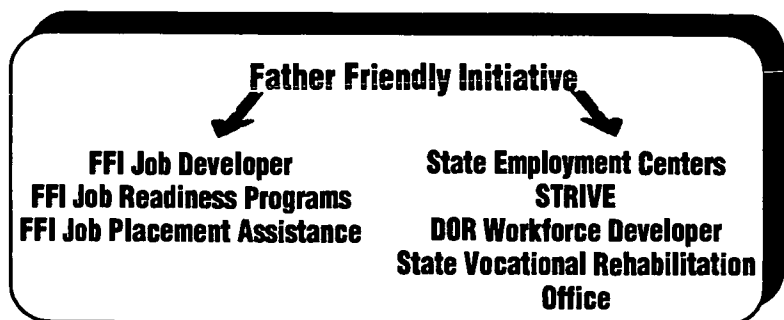 Father Friendly Initiative
FFI Job Developer
FFI Job Readiness Programs
FFI Job Placement Assistance
State Employment Centers
STRIVE
DOR Workforce Developer
State Vocational Rehabilitation
Office